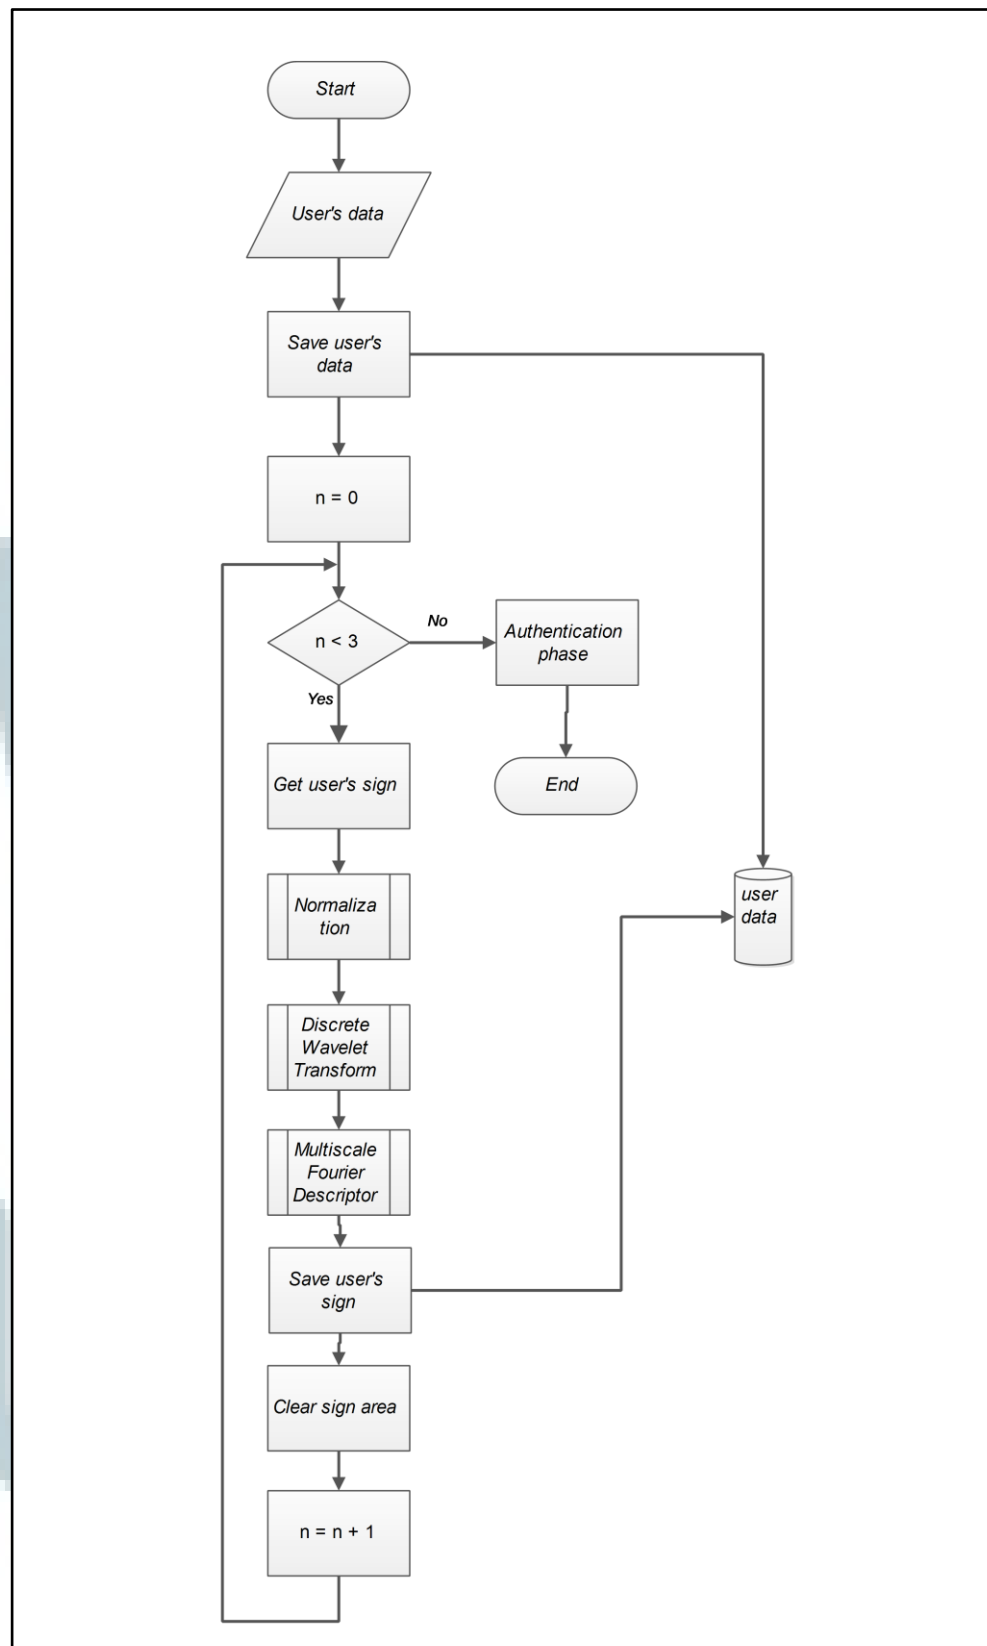 Start
User's data
Save user's
data
n = 0
n < 3
No
Authentication
phase
Yes
Get user's sign
End
Normaliza
tion
user
data
Discrete
Wavelet
Transform
Multiscale
Fourier
Descriptor
Save user's
sign
Clear sign area
n = n + 1